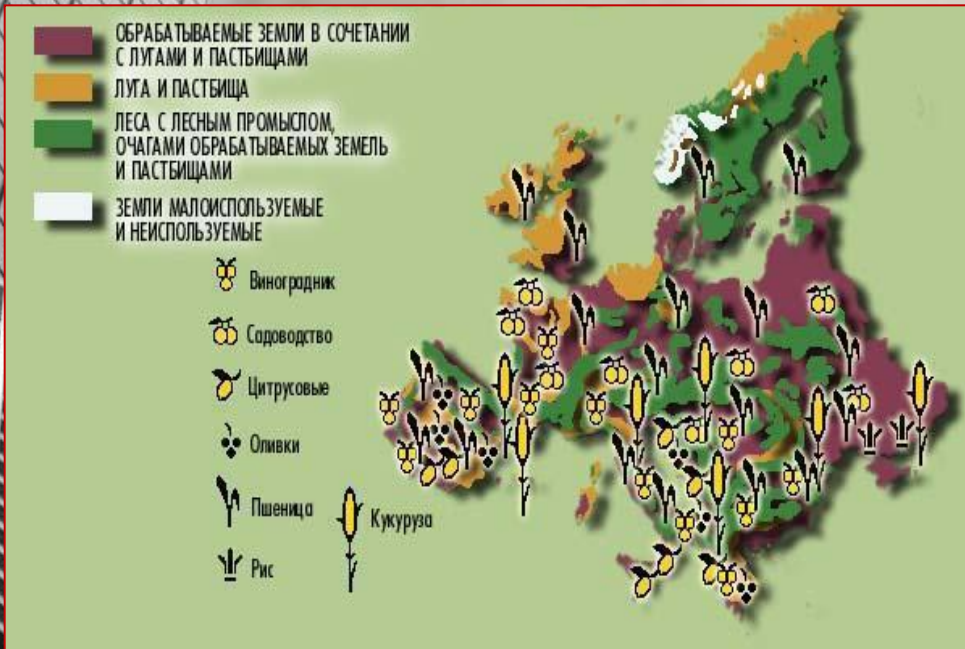 ОБРАБАТЫВАЕМЫЕ ЗЕМЛИ В СОЧЕТАНИИ
С ЛУГАМИ И ПАСТБИЩАМИ
ЛУГА И ПАСТБИЩА
ЛЕСА С ЛЕСНЫМ ПРОМЫСЛОМ,
ОЧАГАМИ ОБРАБАТЫВАЕМЫХ ЗЕМЕЛЬ
И ПАСТБИЩАМИ
ЗЕМЛИ МАЛОИСПОЛЬЗУЕМЫЕ
И НЕИСПОЛЬЗУЕМЫЕ
Виноградник
Садоводство
Цитрусовые
Оливки
Пшеница
Кукуруза
Рис